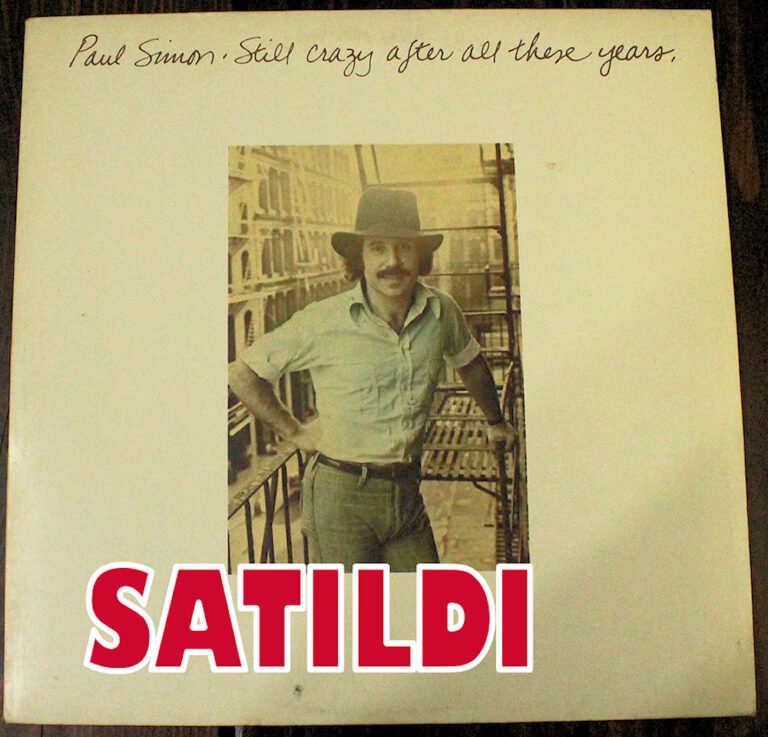 Paul Simon · Still crazy after all these years.
SATILDI